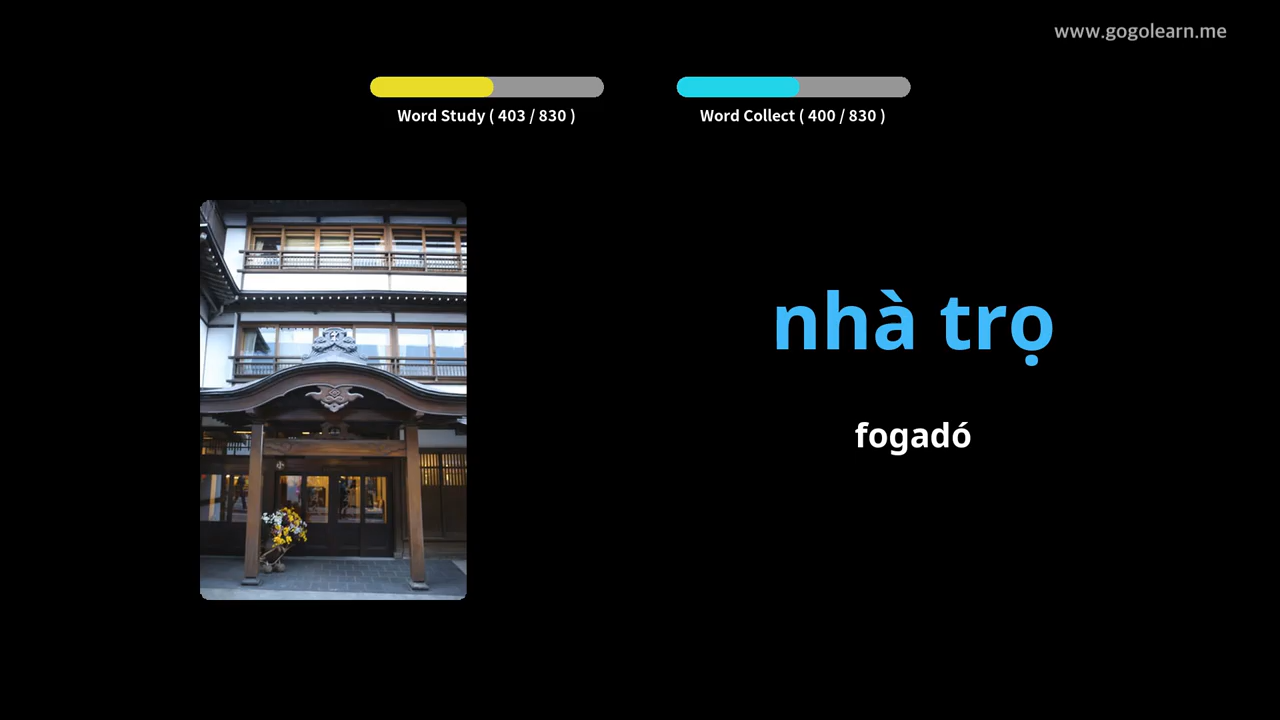 www.gogolearn.me
Word Study ( 403 / 830 )
Word Collect ( 400 / 830 )
nhà trọ
fogadó